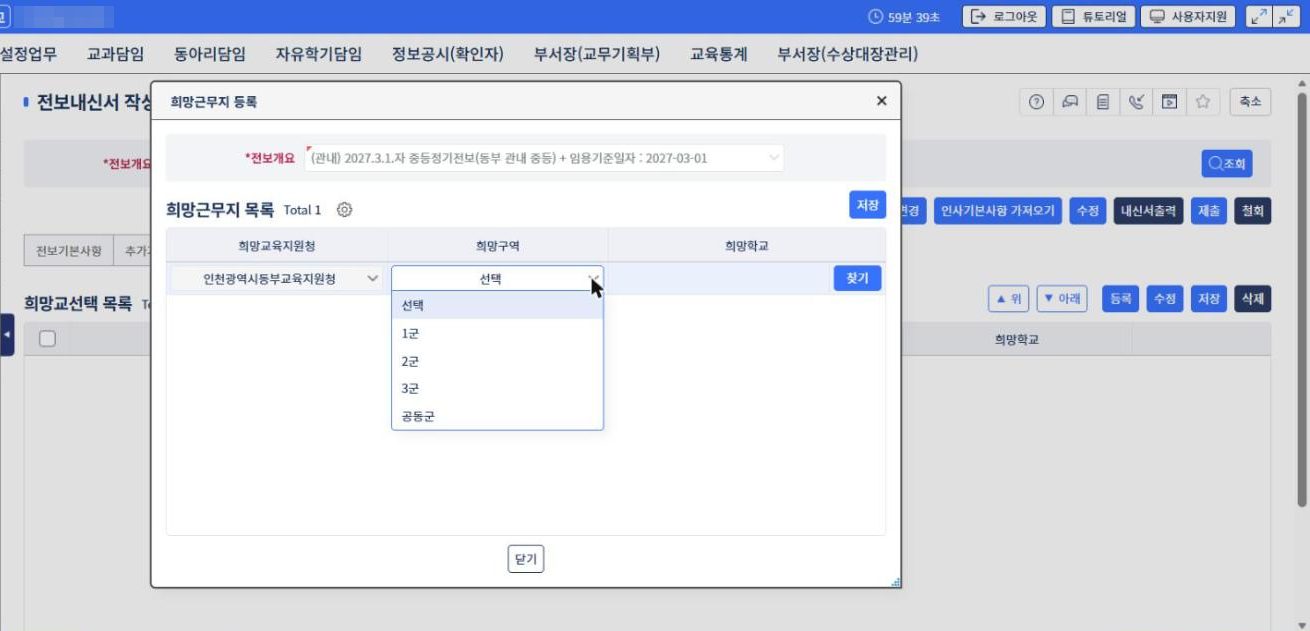 교
59분 39초
로그아웃
튜토리얼
사용자지원
설정업무 교과담임 동아리담임 자유학기담임 정보공시(확인자) 부서장(교무기획부) 교육통계 부서장(수상대장관리)
전보내신서 작성
축소
*전보개요
조회
변경 인사기본사항 가져오기 수정 내신서출력 제출 철회
전보기본사항
희망교선택 목록
▲ 위 ▼ 아래 등록 수정 저장 삭제
희망학교
희망근무지 등록
*전보개요 (관내) 2027.3.1.자 중등정기전보(동부 관내 중등) + 임용기준일자 : 2027-03-01
희망근무지 목록 Total 1
저장
희망교육지원청 희망구역 희망학교
인천광역시동부교육지원청 선택 찾기
선택
1군
2군
3군
공동군
닫기